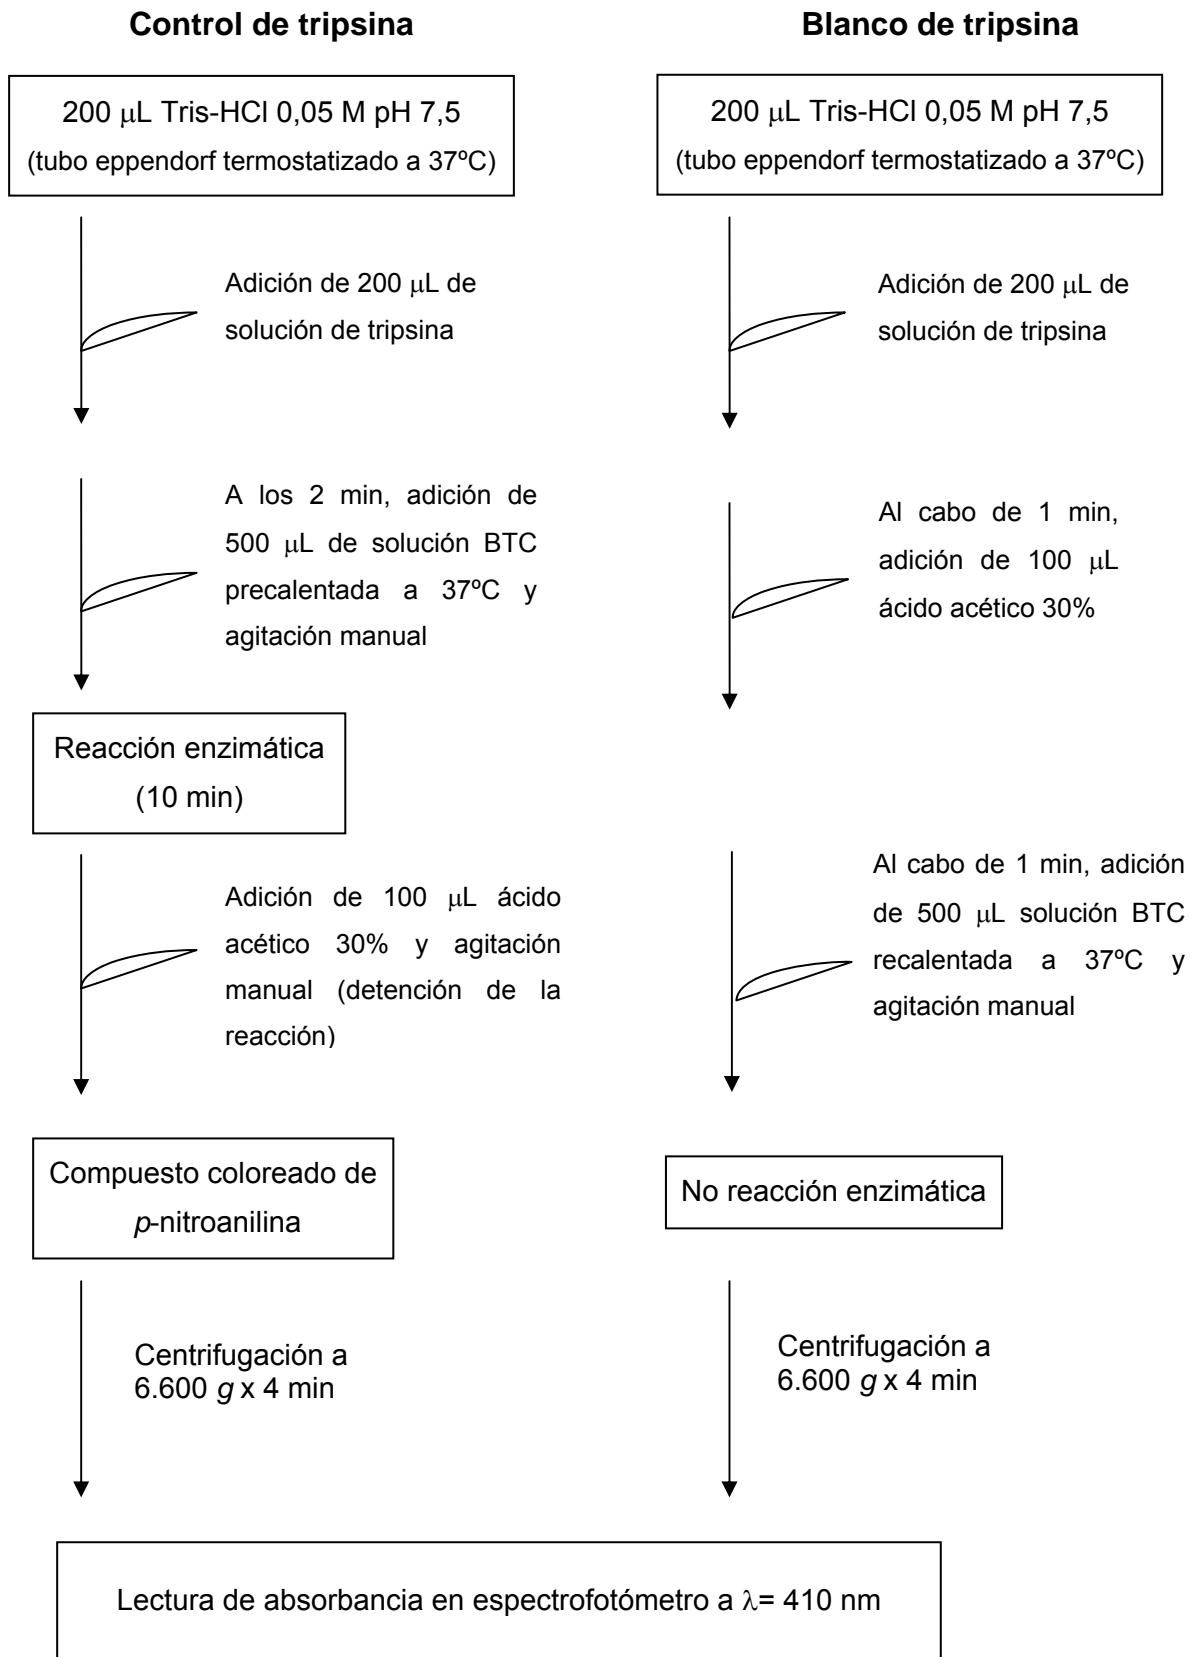 Control de tripsina
200 μL Tris-HCl 0,05 M pH 7,5
(tubo eppendorf termostatizado a 37ºC)
Adición de 200 μL de
solución de tripsina
A los 2 min, adición de
500 μL de solución BTC
precalentada a 37ºC y
agitación manual
Reacción enzimática
(10 min)
Adición de 100 μL ácido
acético 30% y agitación
manual (detención de la
reacción)
Compuesto coloreado de
p-nitroanilina
Centrifugación a
6.600 g x 4 min
Blanco de tripsina
200 μL Tris-HCl 0,05 M pH 7,5
(tubo eppendorf termostatizado a 37ºC)
Adición de 200 μL de
solución de tripsina
Al cabo de 1 min,
adición de 100 μL
ácido acético 30%
Al cabo de 1 min, adición
de 500 μL solución BTC
recalentada a 37ºC y
agitación manual
No reacción enzimática
Centrifugación a
6.600 g x 4 min
Lectura de absorbancia en espectrofotómetro a λ= 410 nm